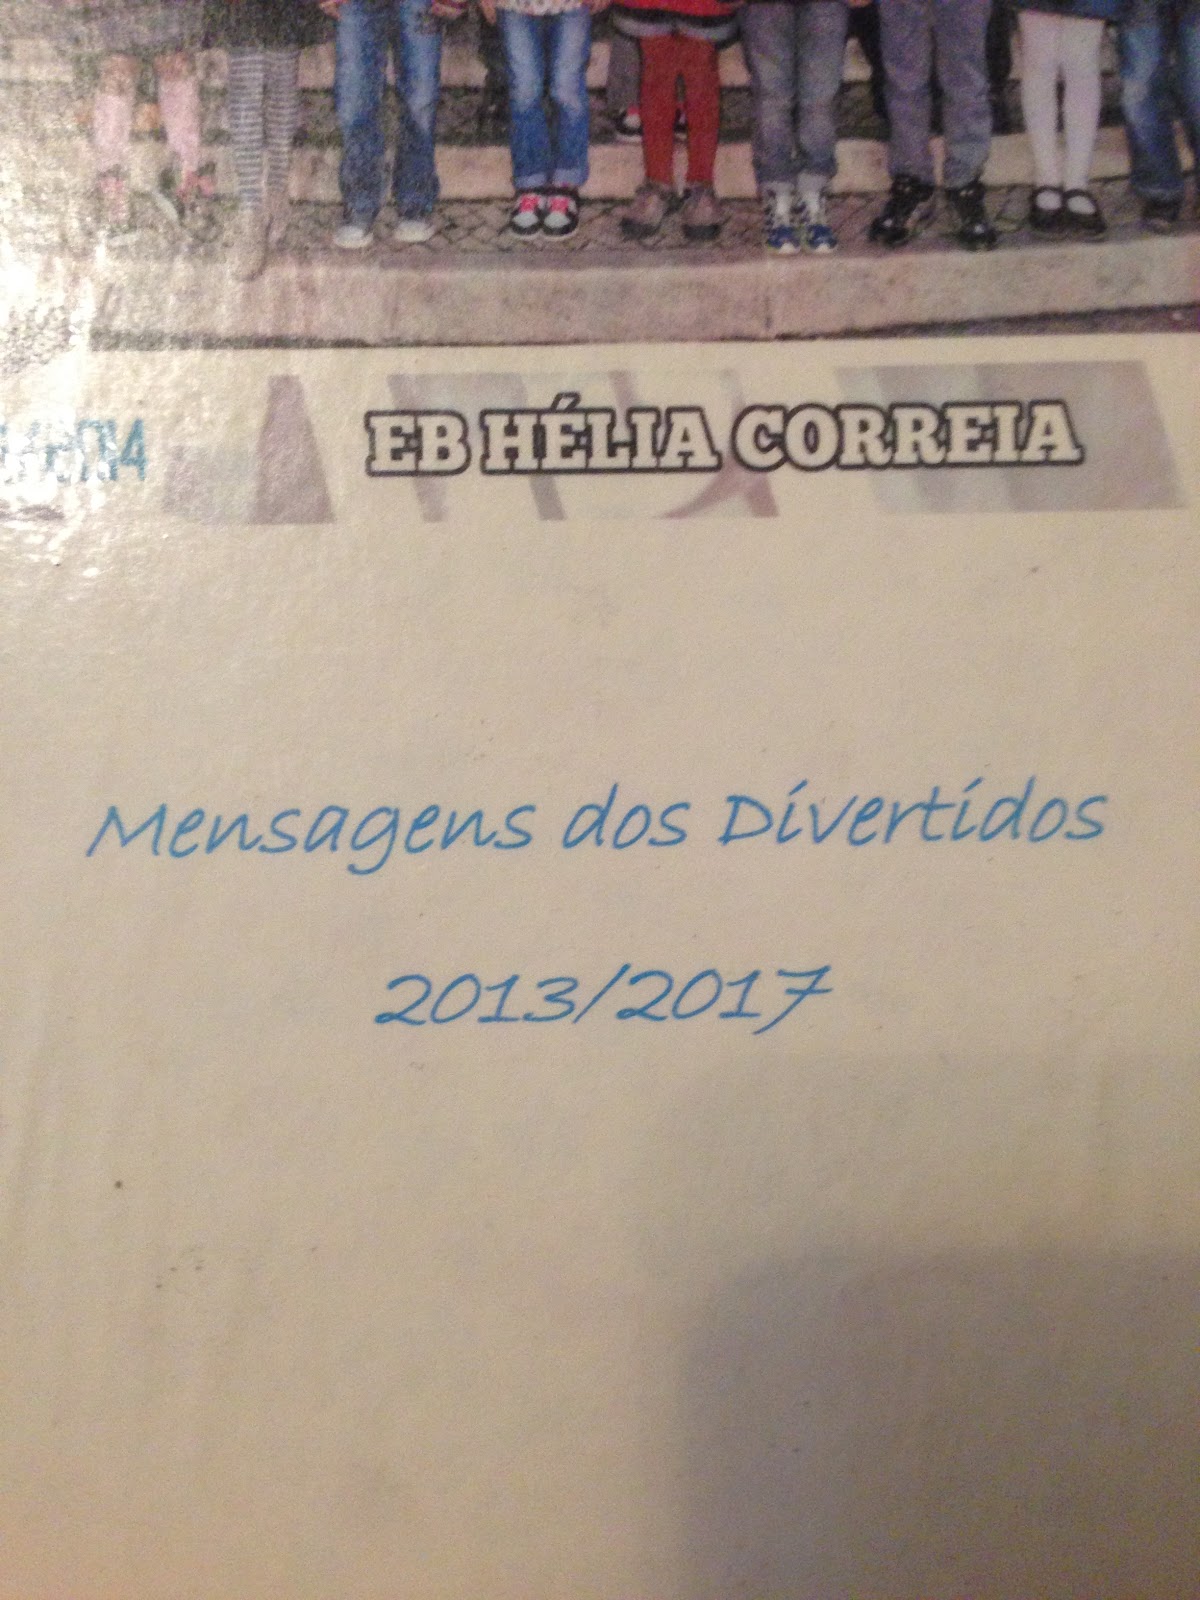 EB HÉLIA CORREIA
Mensagens dos Divertidos
2013/2017